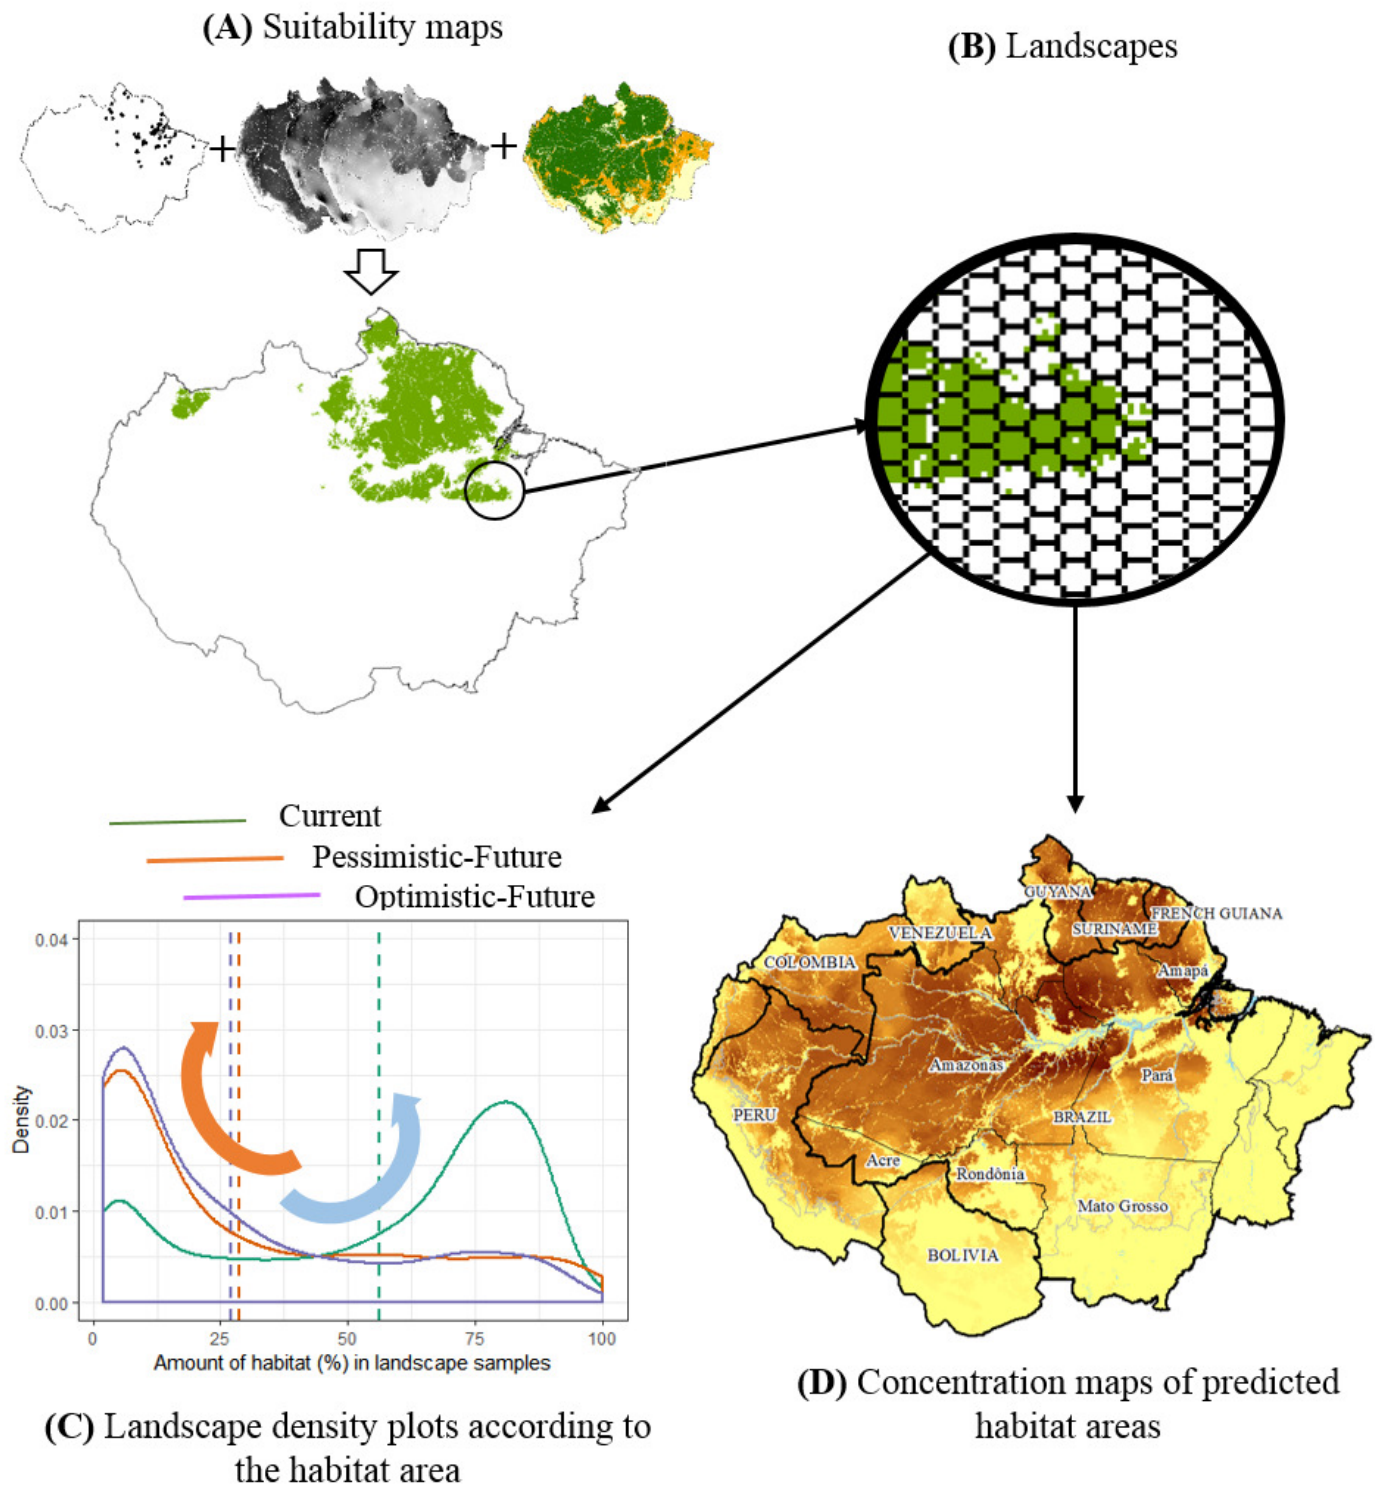 (A) Suitability maps
(B) Landscapes
+
+
Current
Pessimistic-Future
Optimistic-Future
0.04
0.03
0.02
0.01
0.00
Density
0
25
50
75
100
Amount of habitat (%) in landscape samples
(C) Landscape density plots according to
the habitat area
GUYANA
FRENCH GUIANA
SURINAME
VENEZUELA
COLOMBIA
Amapá
Amazonas
Pará
PERU
BRAZIL
Acre
Rondônia
Mato Grosso
BOLIVIA
(D) Concentration maps of predicted
habitat areas